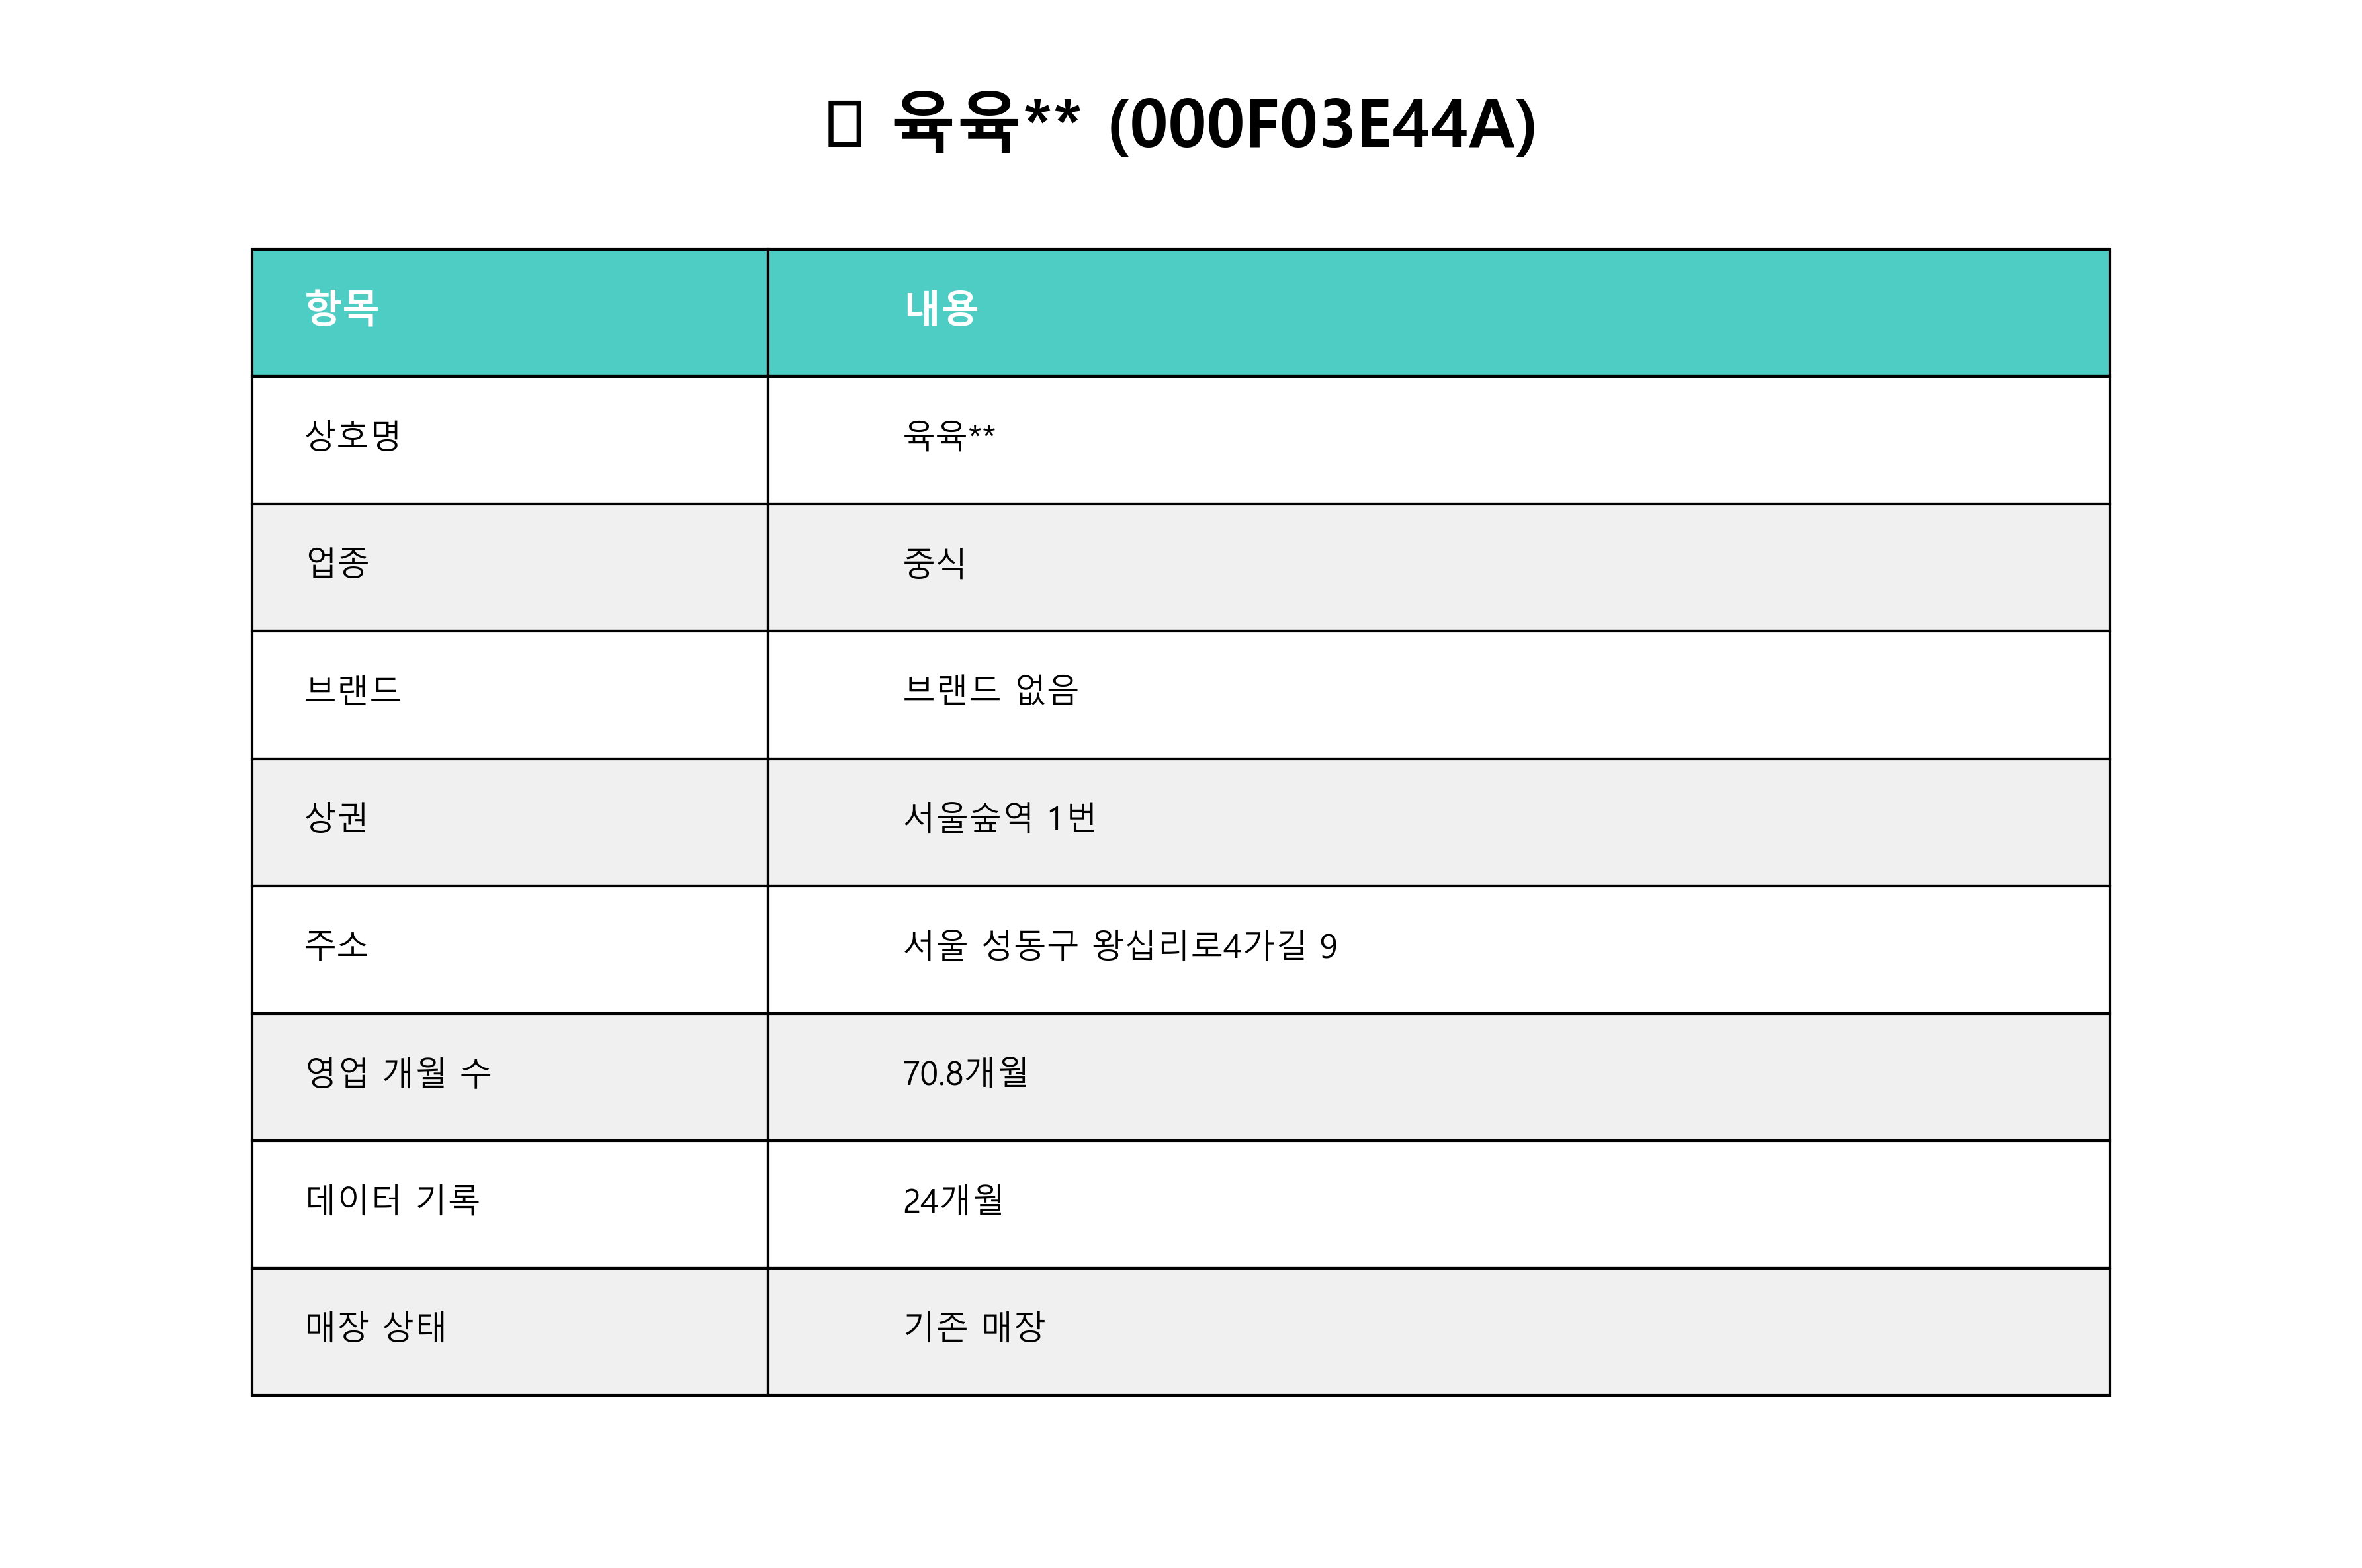 육육** (000F03E44A)
항목 내용
상호명 육육**
업종 중식
브랜드 브랜드 없음
상권 서울숲역 1번
주소 서울 성동구 왕십리로4가길 9
영업 개월 수 70.8개월
데이터 기록 24개월
매장 상태 기존 매장